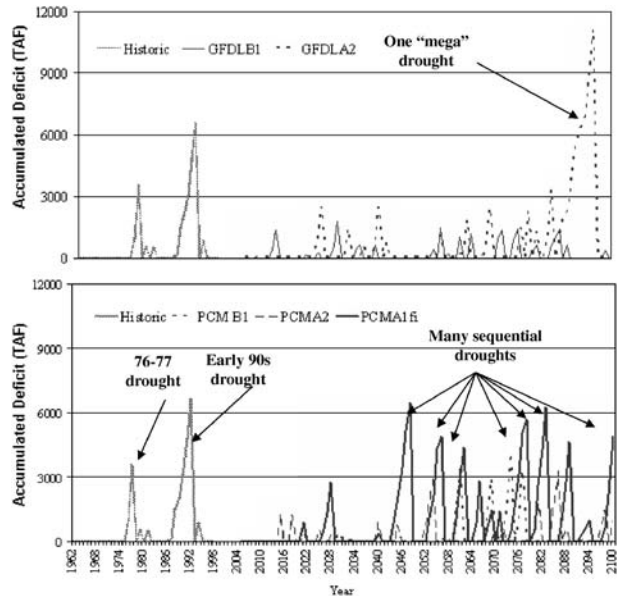 Accumulated Deficit (TAF)
12000
9000
6000
3000
0
Historic
GFDLB1
GFDLA2
One “mega”
drought
Accumulated Deficit (TAF)
12000
9000
6000
3000
0
Historic
PCM B1
PCMA2
PCMA1fi
76-77
drought
Early 90s
drought
Many sequential
droughts
1962
1968
1974
1980
1986
1992
1998
2004
2010
2016
2022
2028
2034
2040
2046
2052
2058
2064
2070
2076
2082
2088
2094
2100
Year